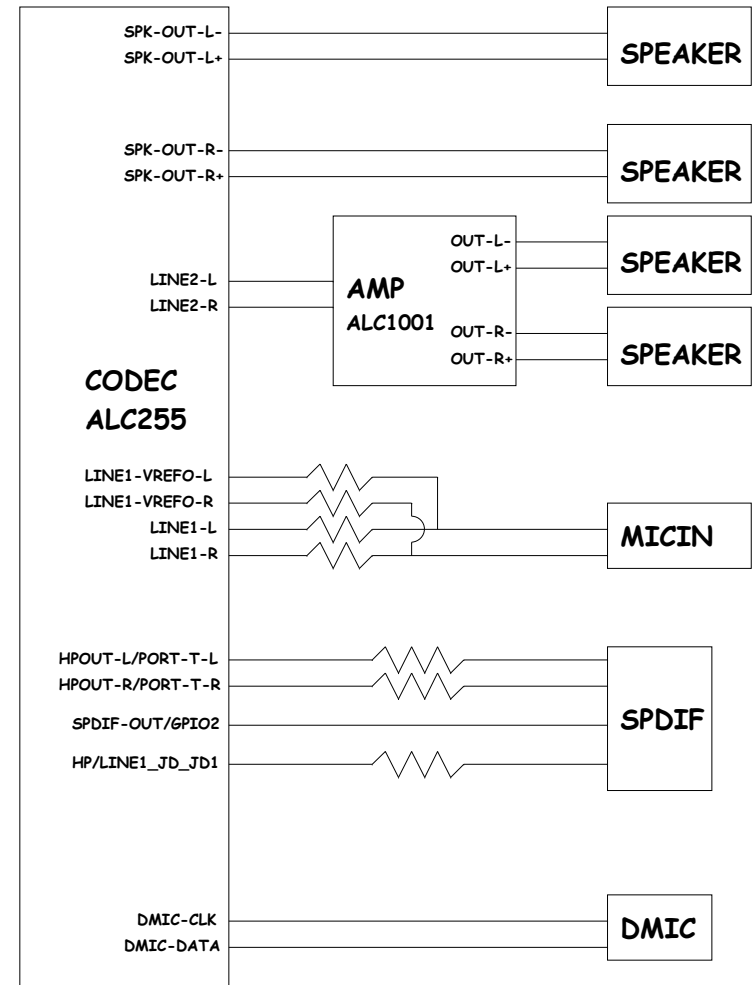 SPK-OUT-L-
SPK-OUT-L+
SPEAKER
SPK-OUT-R-
SPK-OUT-R+
SPEAKER
LINE2-L
LINE2-R
AMP
ALC1001
OUT-L-
OUT-L+
OUT-R-
OUT-R+
SPEAKER
SPEAKER
CODEC
ALC255
LINE1-VREFO-L
LINE1-VREFO-R
LINE1-L
LINE1-R
MICIN
HPOUT-L/PORT-T-L
HPOUT-R/PORT-T-R
SPDIF-OUT/GPIO2
HP/LINE1_JD_JD1
SPDIF
DMIC-CLK
DMIC-DATA
DMIC